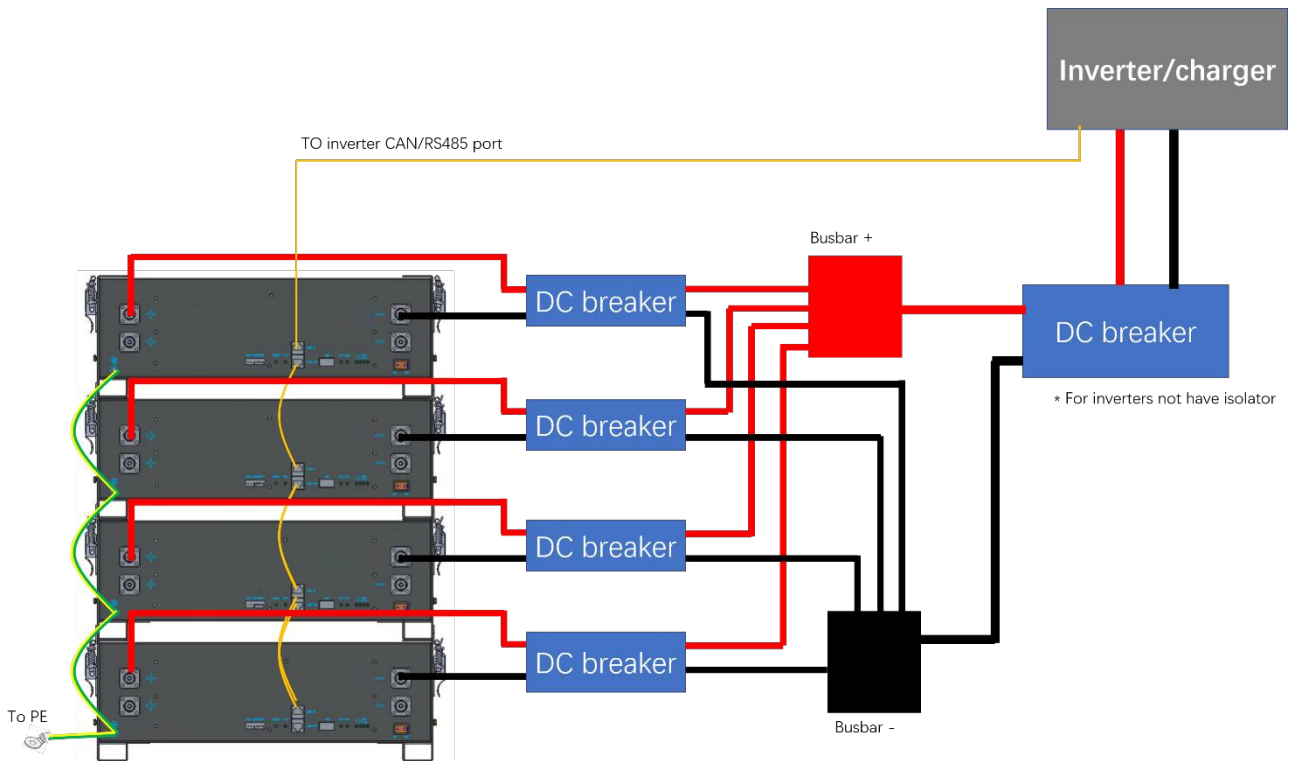 Inverter/charger
TO inverter CAN/RS485 port
Busbar +
DC breaker
DC breaker
* For inverters not have isolator
DC breaker
DC breaker
DC breaker
To PE
Busbar -